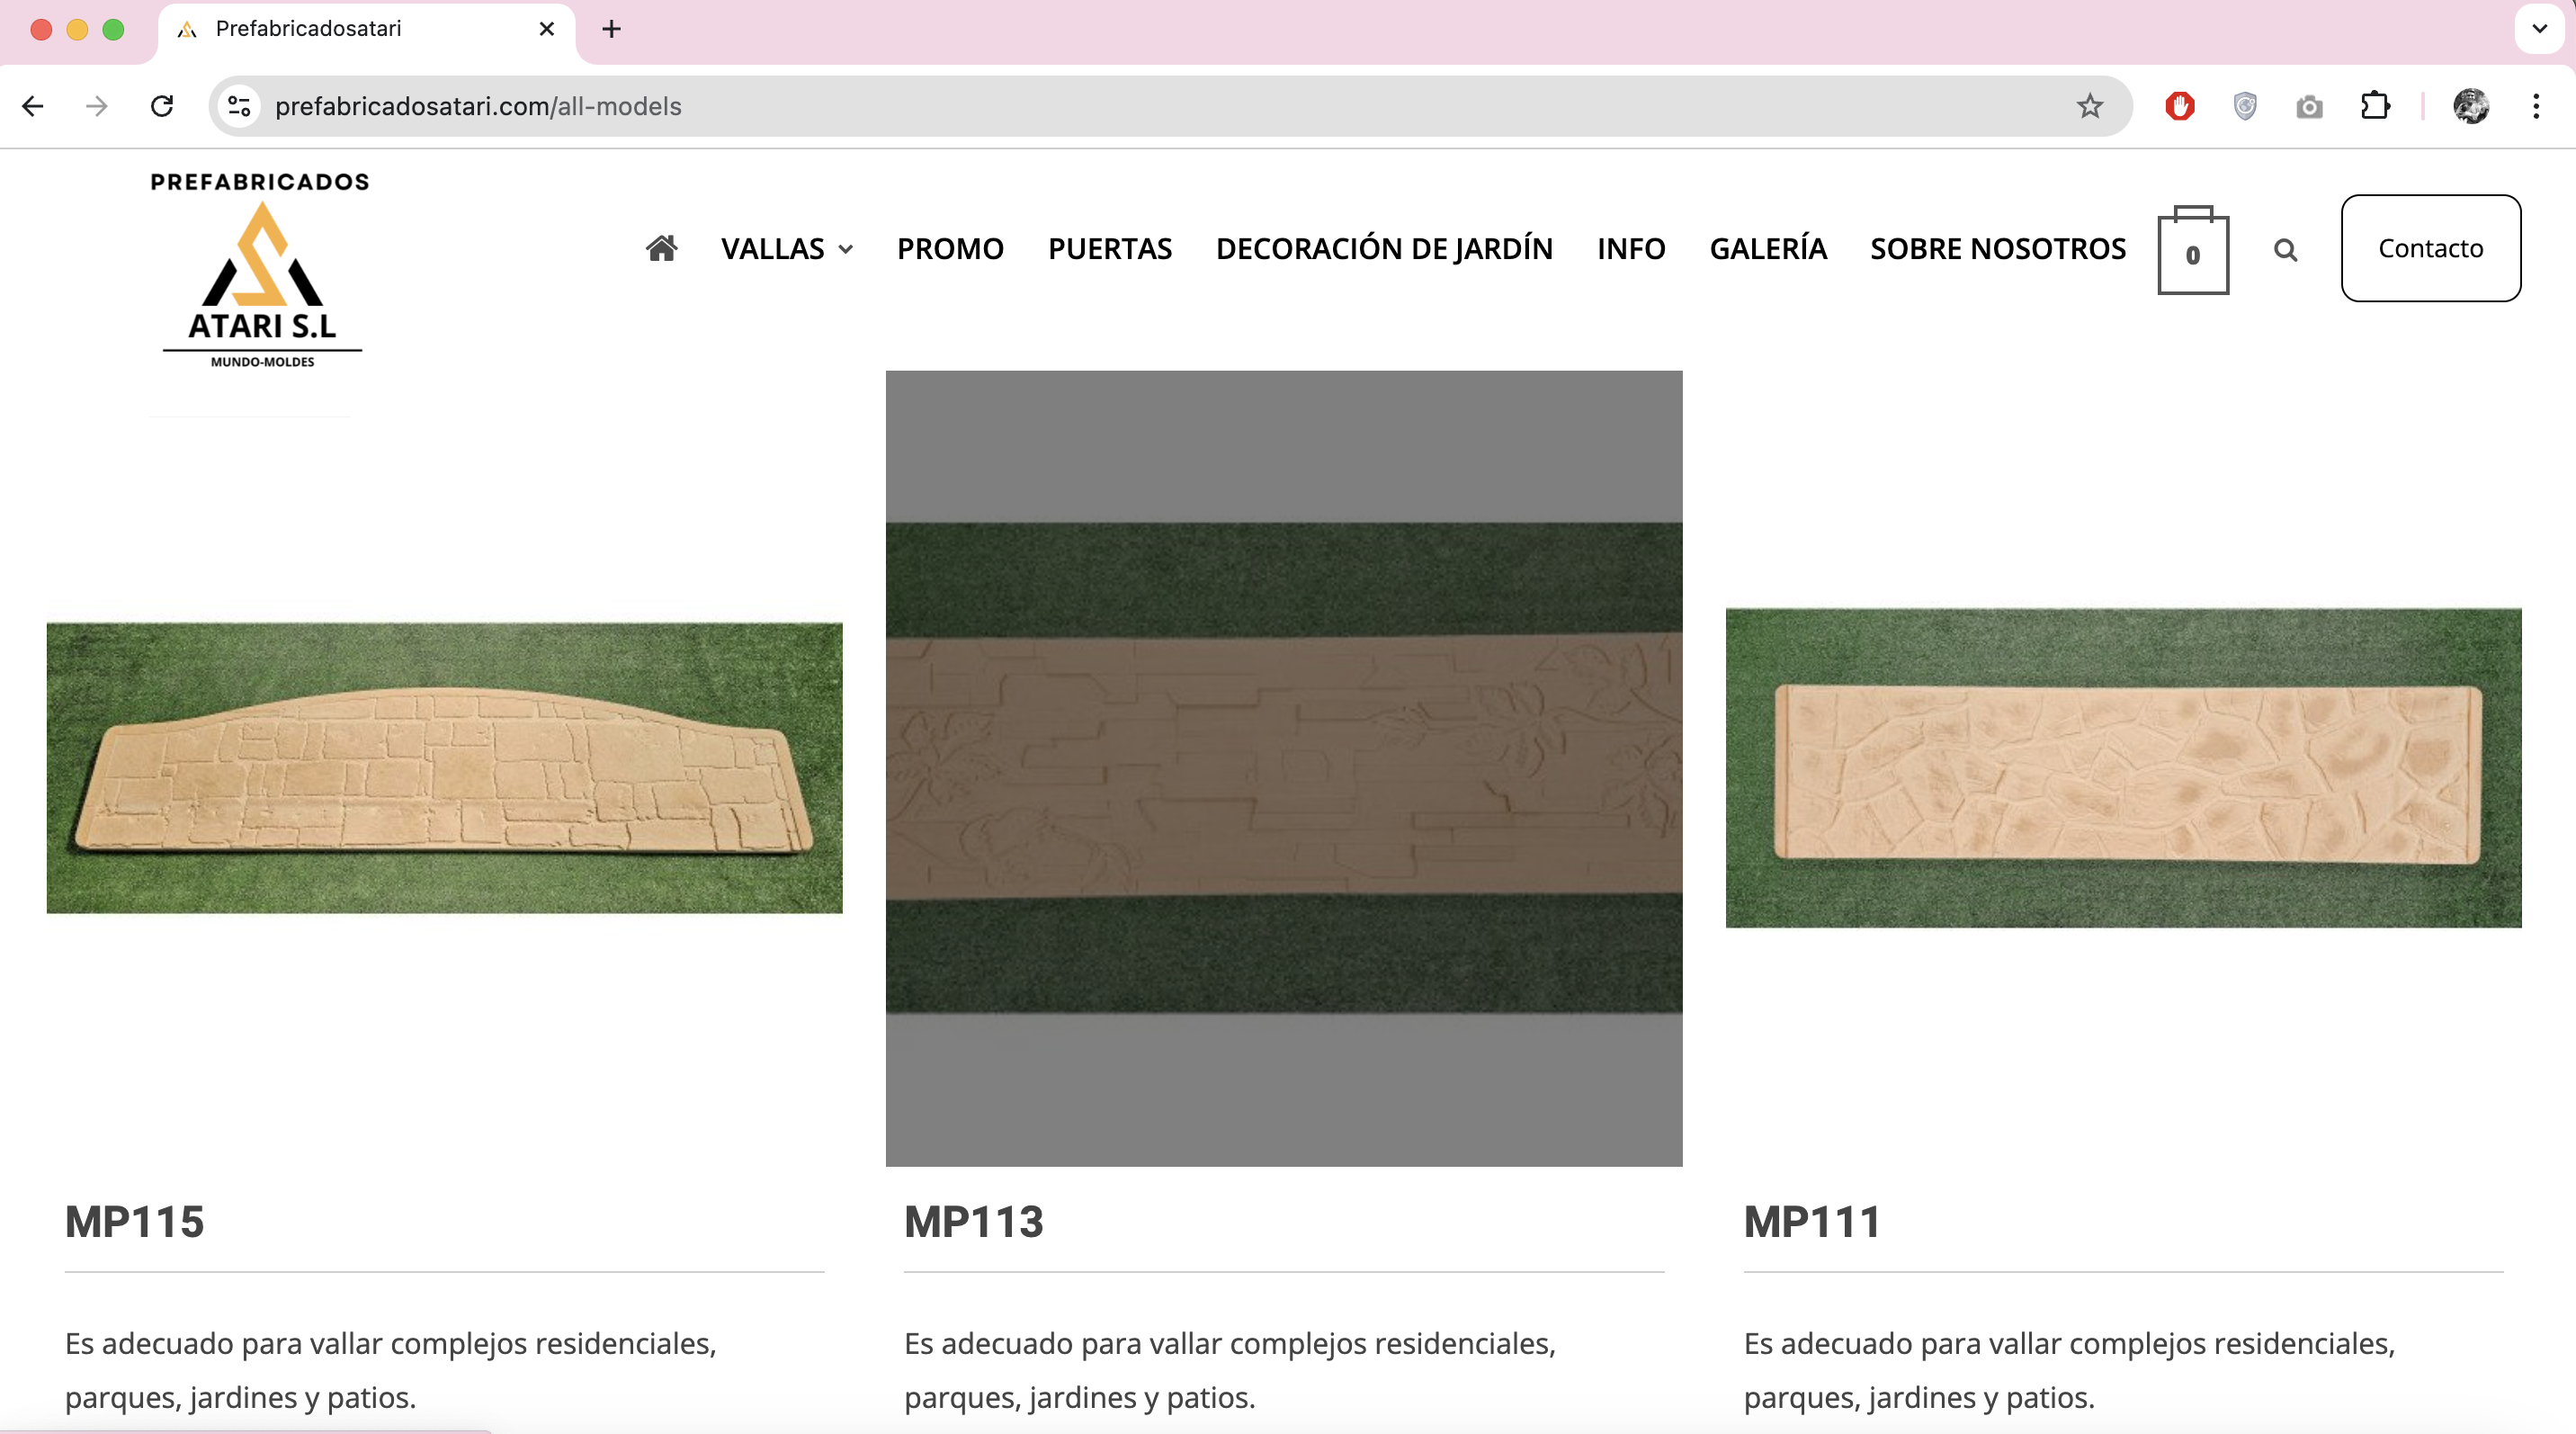 Prefabricadosatari
prefabricadosatari.com/all-models
PREFABRICADOS
ATARI S.L
MUNDO-MOLDES
VALLAS PROMO PUERTAS DECORACIÓN DE JARDÍN INFO GALERÍA SOBRE NOSOTROS 0 Contacto
MP115
Es adecuado para vallar complejos residenciales,
parques, jardines y patios.
MP113
Es adecuado para vallar complejos residenciales,
parques, jardines y patios.
MP111
Es adecuado para vallar complejos residenciales,
parques, jardines y patios.